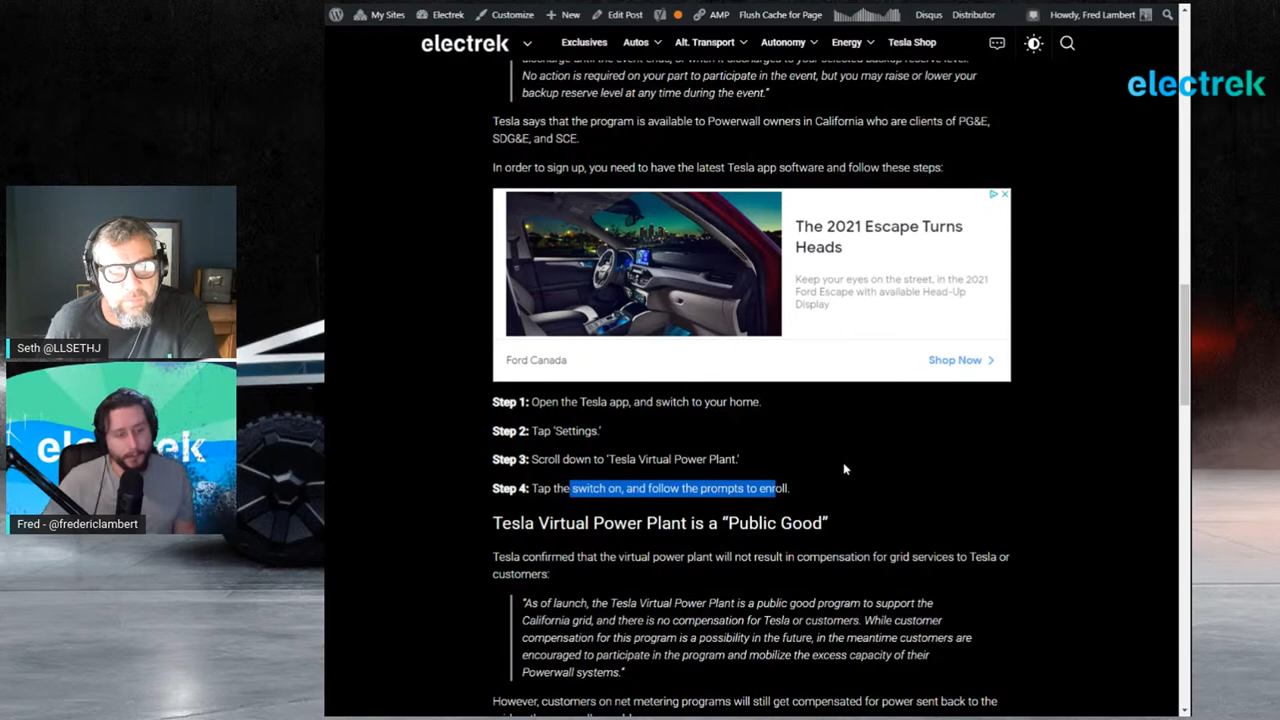 My Sites Electrek Customize New Edit Post AMP Flush Cache for Page Disqus Distributor Howdy, Fred Lambert
electrek Exclusives Autos Alt. Transport Autonomy Energy Tesla Shop
electrek
discharge until the event ends, or when it discharged to your selected backup reserve level.
No action is required on your part to participate in the event, but you may raise or lower your
backup reserve level at any time during the event.”
Tesla says that the program is available to Powerwall owners in California who are clients of PG&E,
SDG&E, and SCE.
In order to sign up, you need to have the latest Tesla app software and follow these steps:
The 2021 Escape Turns
Heads
Keep your eyes on the street, in the 2021
Ford Escape with available Head-Up
Display
Ford Canada Shop Now
Step 1: Open the Tesla app, and switch to your home.
Step 2: Tap ‘Settings.’
Step 3: Scroll down to ‘Tesla Virtual Power Plant.’
Step 4: Tap the switch on, and follow the prompts to enroll.
Tesla Virtual Power Plant is a “Public Good”
Tesla confirmed that the virtual power plant will not result in compensation for grid services to Tesla or
customers:
“As of launch, the Tesla Virtual Power Plant is a public good program to support the
California grid, and there is no compensation for Tesla or customers. While customer
compensation for this program is a possibility in the future, in the meantime customers are
encouraged to participate in the program and mobilize the excess capacity of their
Powerwall systems.”
However, customers on net metering programs will still get compensated for power sent back to the
Seth @LLSETHJ
electrek
Fred - @fredericlambert